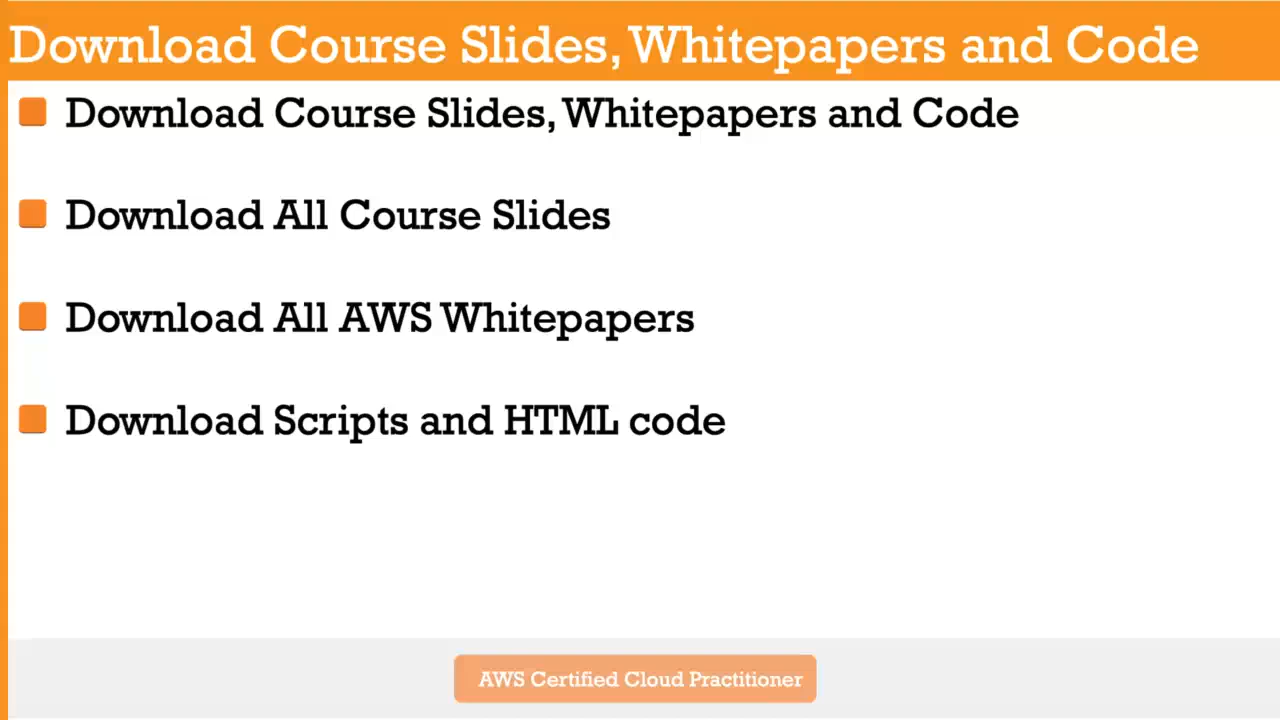 Download Course Slides, Whitepapers and Code
Download Course Slides, Whitepapers and Code
Download All Course Slides
Download All AWS Whitepapers
Download Scripts and HTML code
AWS Certified Cloud Practitioner